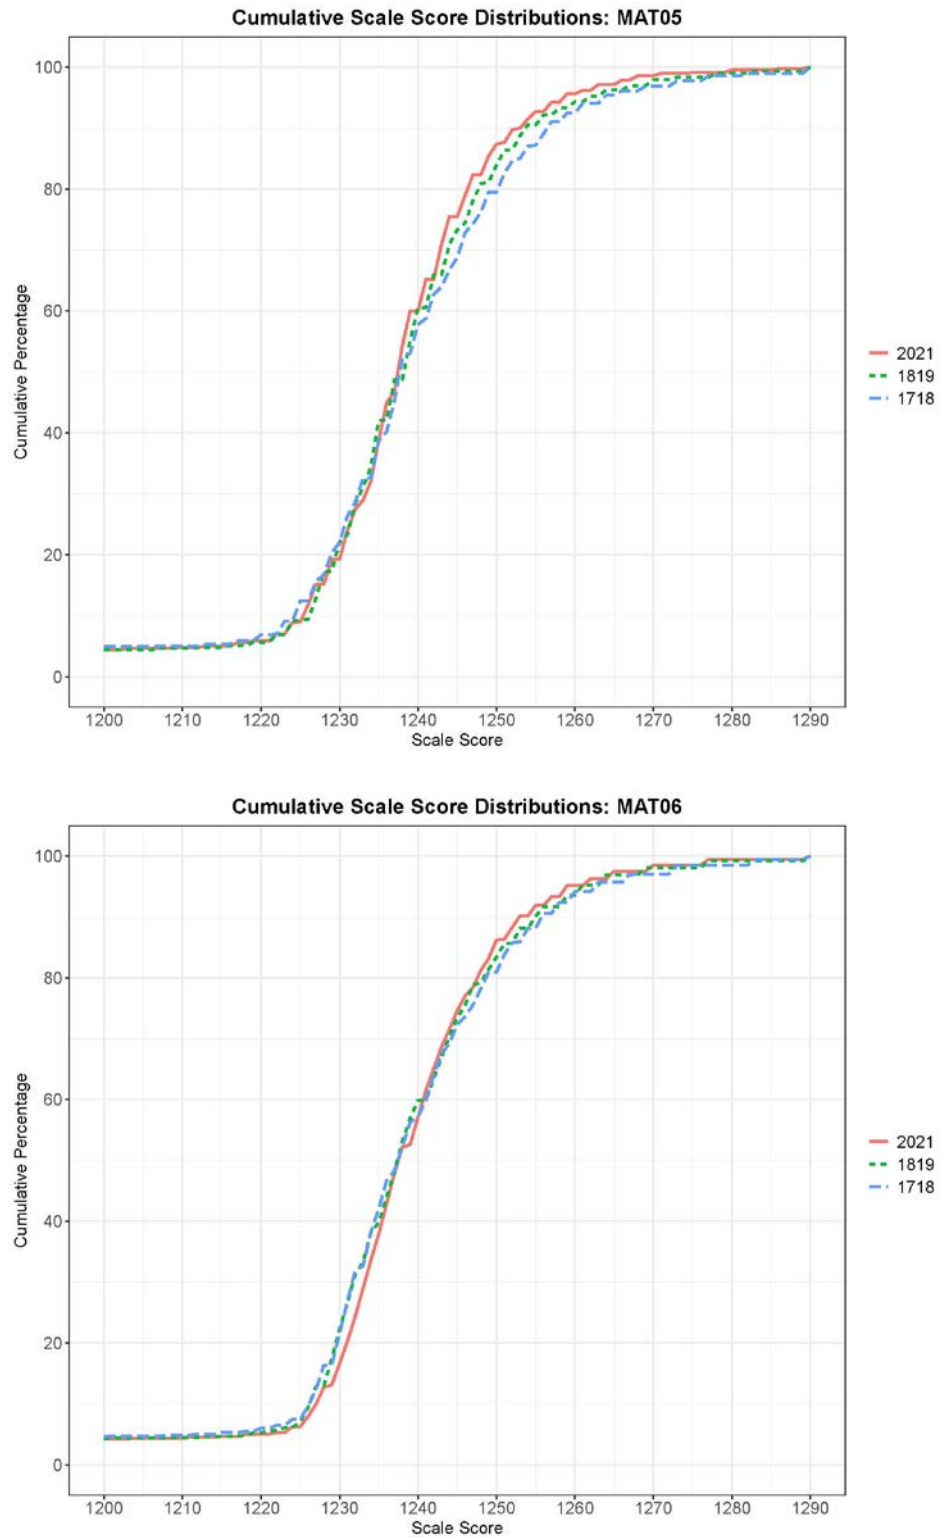 Cumulative Scale Score Distributions: MAT05
100
80
60
40
20
0
Cumulative Percentage
1200 1210 1220 1230 1240 1250 1260 1270 1280 1290
Scale Score
2021
1819
1718
Cumulative Scale Score Distributions: MAT06
100
80
60
40
20
0
Cumulative Percentage
1200 1210 1220 1230 1240 1250 1260 1270 1280 1290
Scale Score
2021
1819
1718